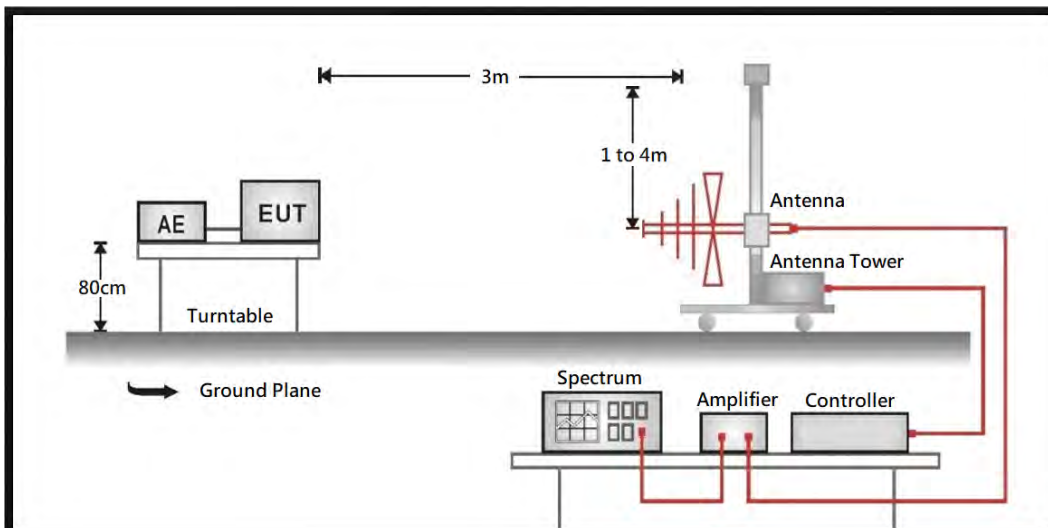 3m
1 to 4m
Antenna
AE
EUT
Antenna Tower
80cm
Turntable
Ground Plane
Spectrum
Amplifier
Controller